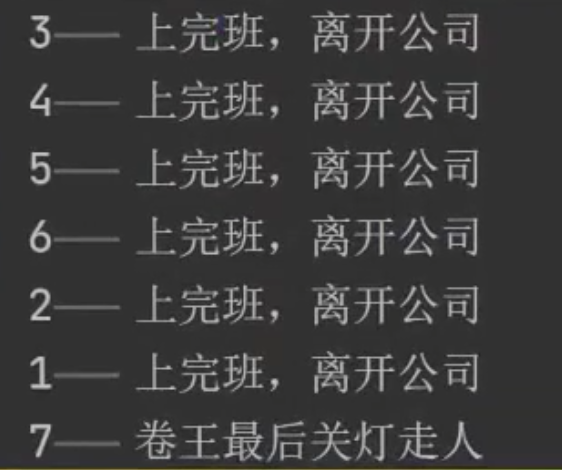 3—— 上完班，离开公司
4—— 上完班，离开公司
5—— 上完班，离开公司
6—— 上完班，离开公司
2—— 上完班，离开公司
1—— 上完班，离开公司
7—— 卷王最后关灯走人